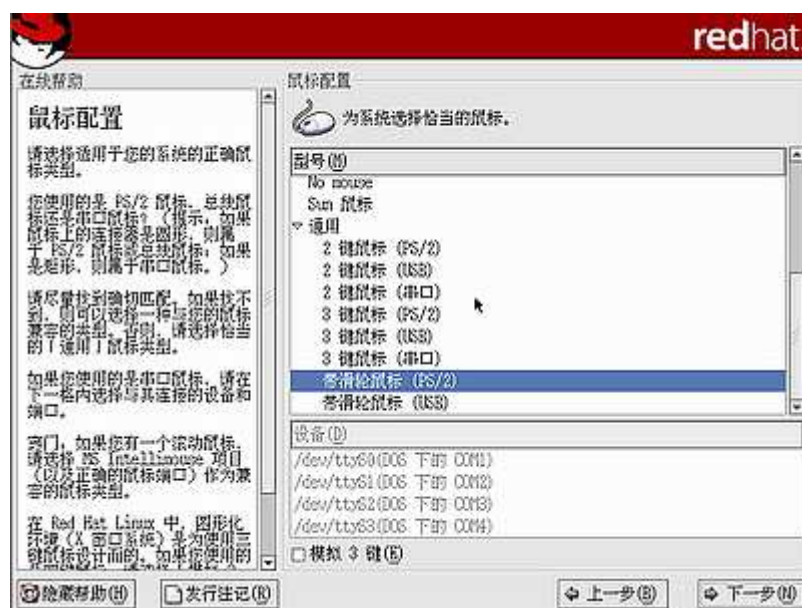 redhat
在线帮助
鼠标配置
请选择适用于您的系统的正确鼠
标类型。
您使用的是 PS/2 鼠标、总线鼠
标还是串口鼠标？（提示，如果
鼠标上的连接器是圆形，则属
于 PS/2 鼠标或总线鼠标；如果
是矩形，则属于串口鼠标。）
请尽量找到确切匹配。如果找不
到，则可以选择一种与您的鼠标
兼容的类型。否则，请选择恰当
的「通用」鼠标类型。
如果您使用的是串口鼠标，请在
下一格内选择与其连接的设备和
端口。
窍门：如果您有一个滚动鼠标，
请选择 MS Intellimouse 项目
（以及正确的鼠标端口）作为兼
容的鼠标类型。
在 Red Hat Linux 中，图形化
环境（X 窗口系统）是为使用三
键鼠标设计而的。如果您使用的
鼠标配置
为系统选择恰当的鼠标。
型号(M)
No mouse
Sun 鼠标
通用
2 键鼠标 (PS/2)
2 键鼠标 (USB)
2 键鼠标 (串口)
3 键鼠标 (PS/2)
3 键鼠标 (USB)
3 键鼠标 (串口)
带滑轮鼠标 (PS/2)
带滑轮鼠标 (USB)
设备(D)
/dev/ttyS0(DOS 下的 COM1)
/dev/ttyS1(DOS 下的 COM2)
/dev/ttyS2(DOS 下的 COM3)
/dev/ttyS3(DOS 下的 COM4)
模拟 3 键(E)
隐藏帮助(H)
发行注记(R)
上一步(B)
下一步(N)